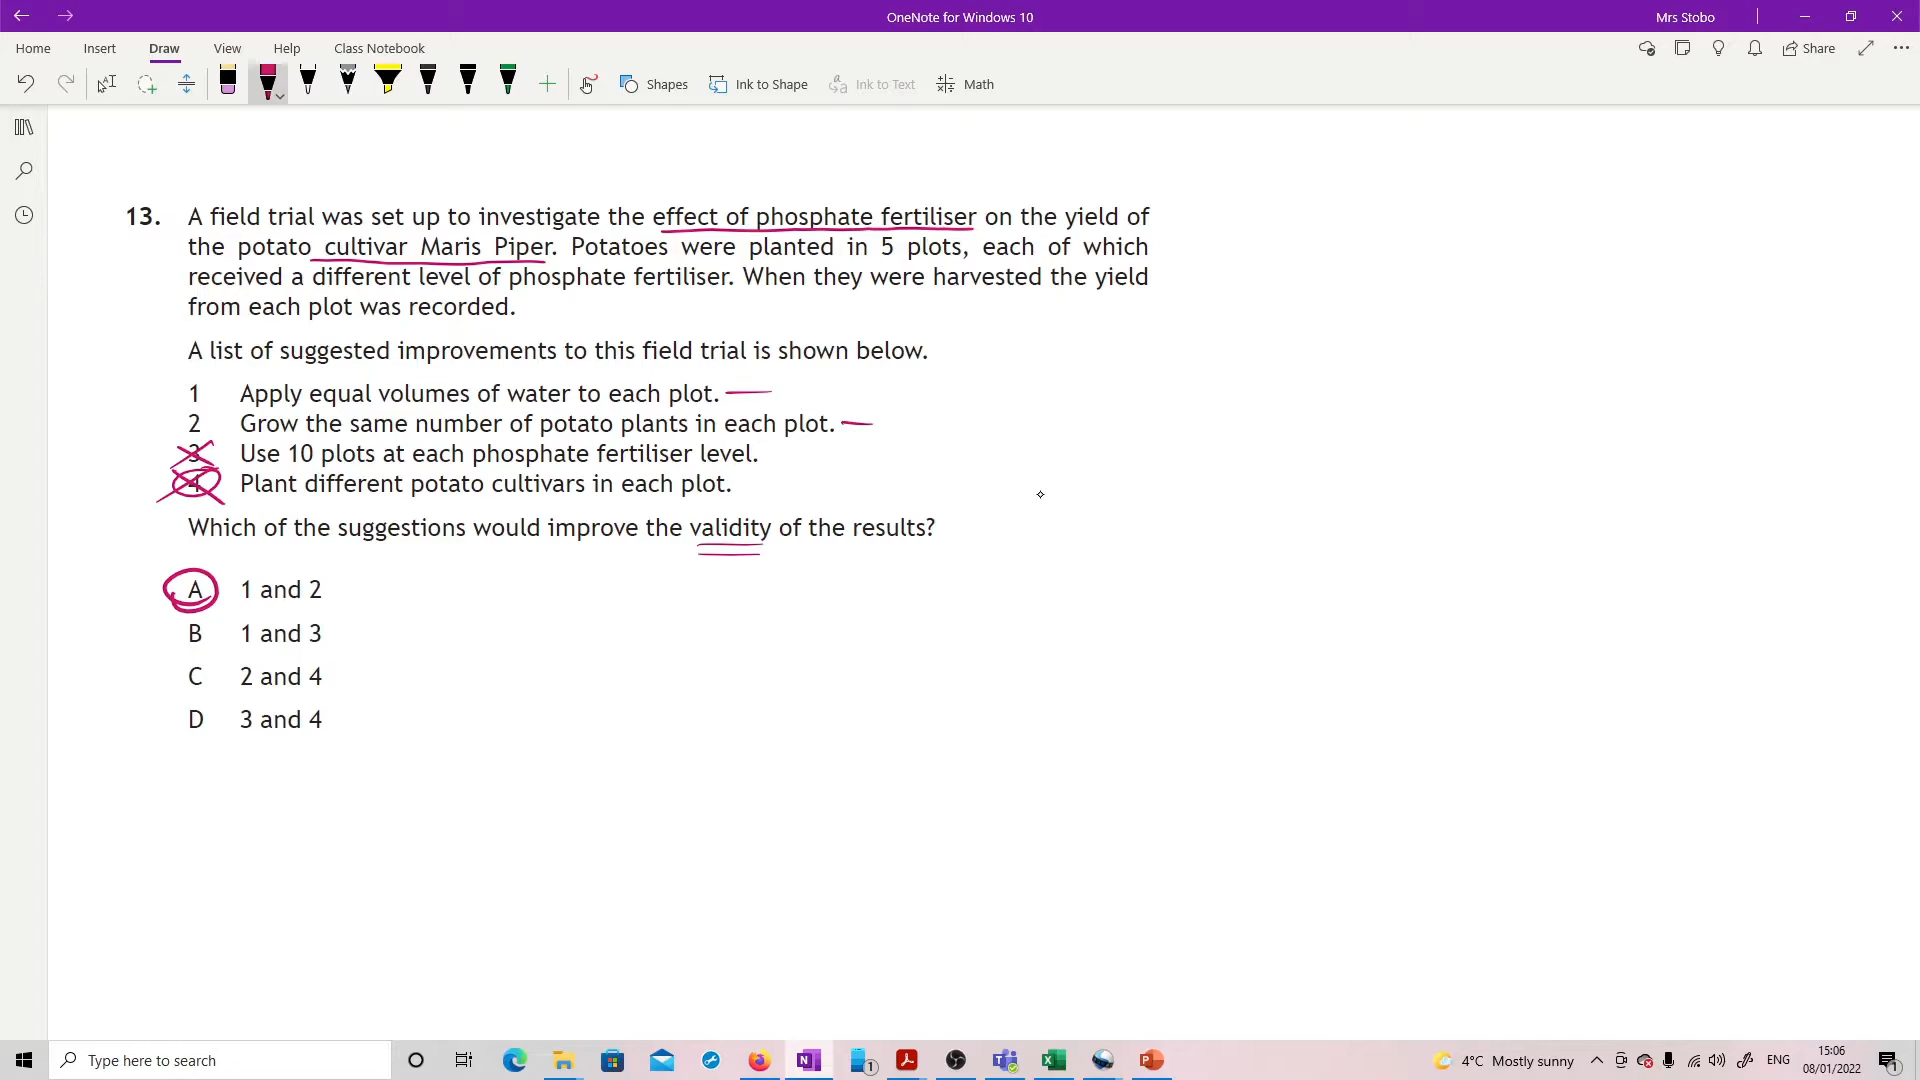 OneNote for Windows 10
Mrs Stobo
Home Insert Draw View Help Class Notebook
Share
Shapes Ink to Shape Ink to Text Math
13. A field trial was set up to investigate the effect of phosphate fertiliser on the yield of
the potato cultivar Maris Piper. Potatoes were planted in 5 plots, each of which
received a different level of phosphate fertiliser. When they were harvested the yield
from each plot was recorded.
A list of suggested improvements to this field trial is shown below.
1 Apply equal volumes of water to each plot.
2 Grow the same number of potato plants in each plot.
3 Use 10 plots at each phosphate fertiliser level.
4 Plant different potato cultivars in each plot.
Which of the suggestions would improve the validity of the results?
A 1 and 2
B 1 and 3
C 2 and 4
D 3 and 4
Type here to search
4°C Mostly sunny
ENG
15:06
08/01/2022